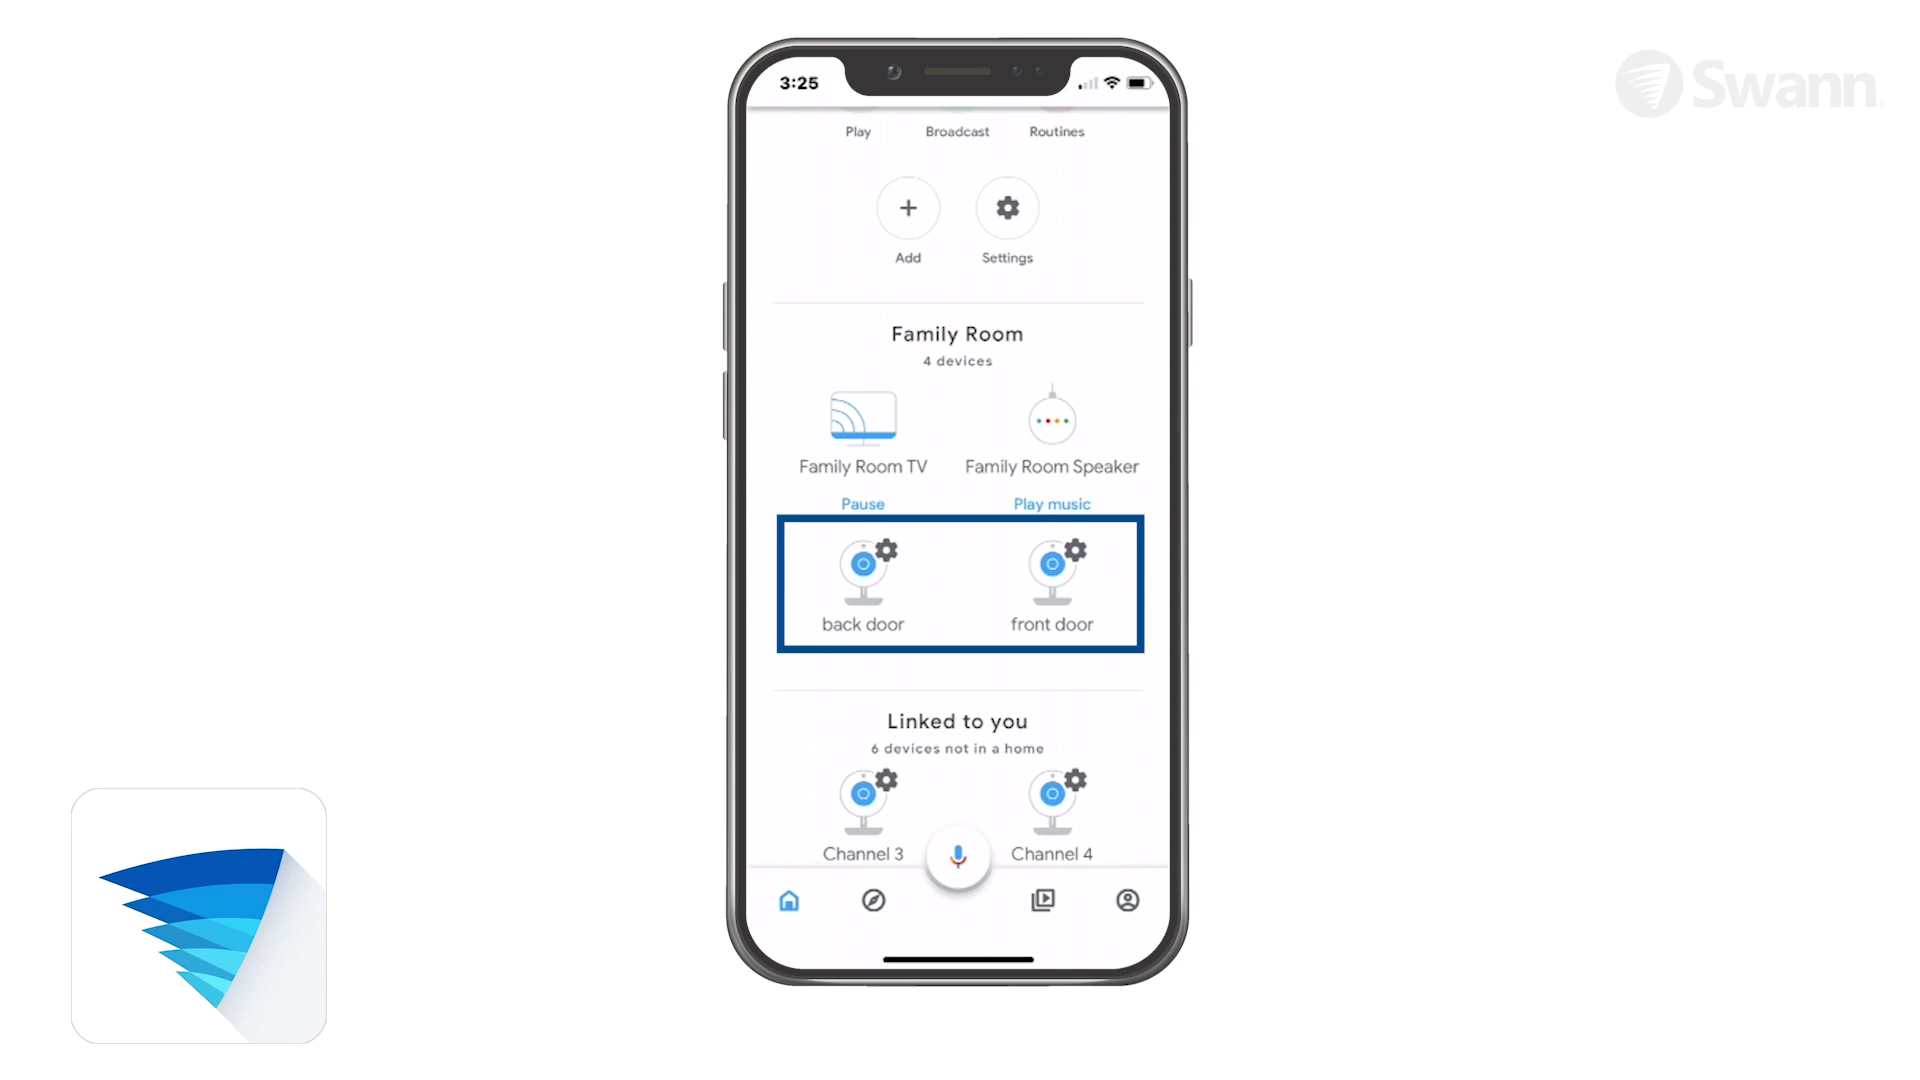 Swann
3:25
Play Broadcast Routines
Add Settings
Family Room
4 devices
Family Room TV Family Room Speaker
Pause Play music
back door front door
Linked to you
6 devices not in a home
Channel 3 Channel 4